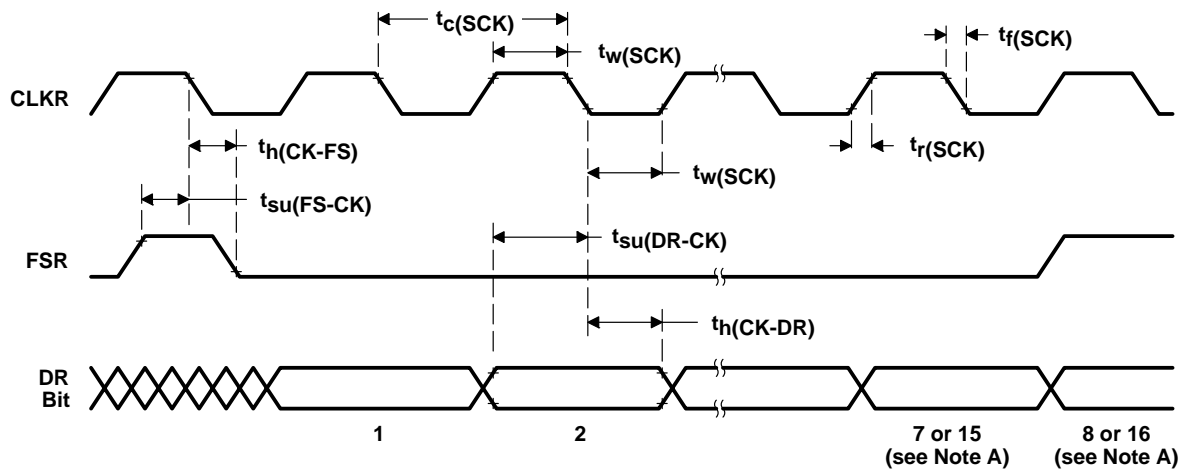 tc(SCK)
tw(SCK)
tf(SCK)
CLKR
th(CK-FS)
tr(SCK)
tw(SCK)
tsu(FS-CK)
tsu(DR-CK)
FSR
th(CK-DR)
DR
Bit
1
2
7 or 15
(see Note A)
8 or 16
(see Note A)